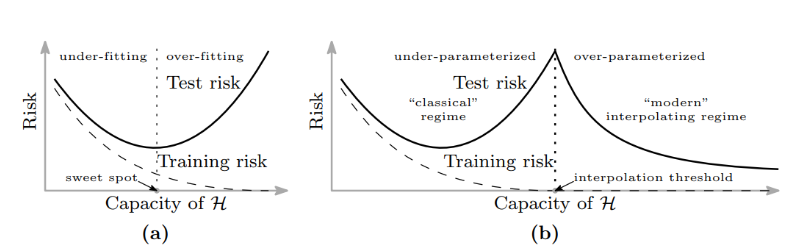 under-fitting
over-fitting
Test risk
Risk
Training risk
sweet spot
Capacity of ℋ
(a)
under-parameterized
over-parameterized
Test risk
“classical”
regime
“modern”
interpolating regime
Risk
Training risk
interpolation threshold
Capacity of ℋ
(b)